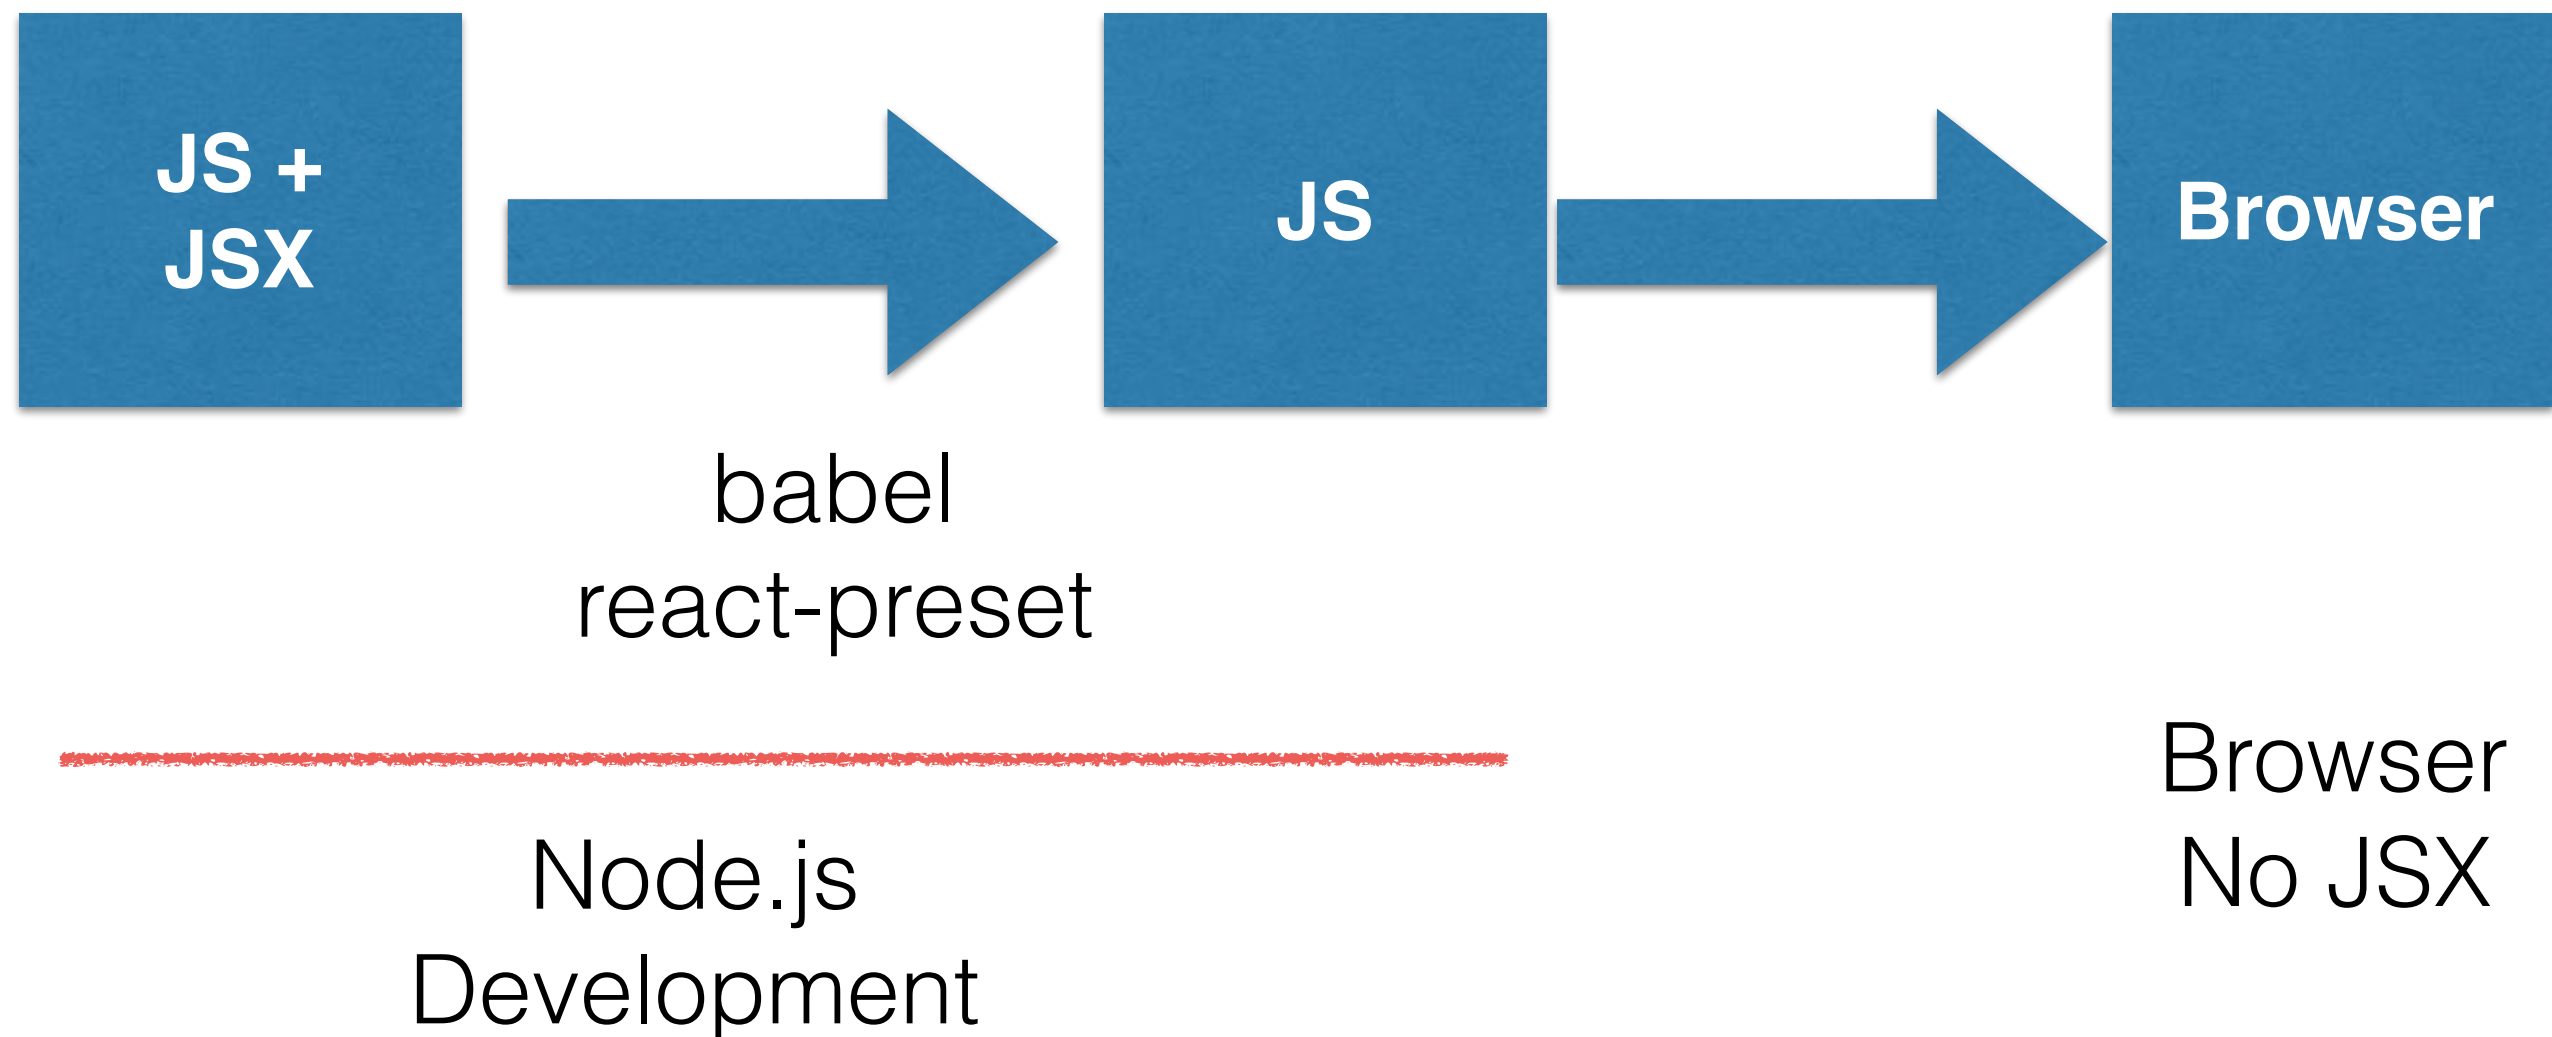 JS +
JSX
JS
Browser
babel
react-preset
Node.js
Development
Browser
No JSX